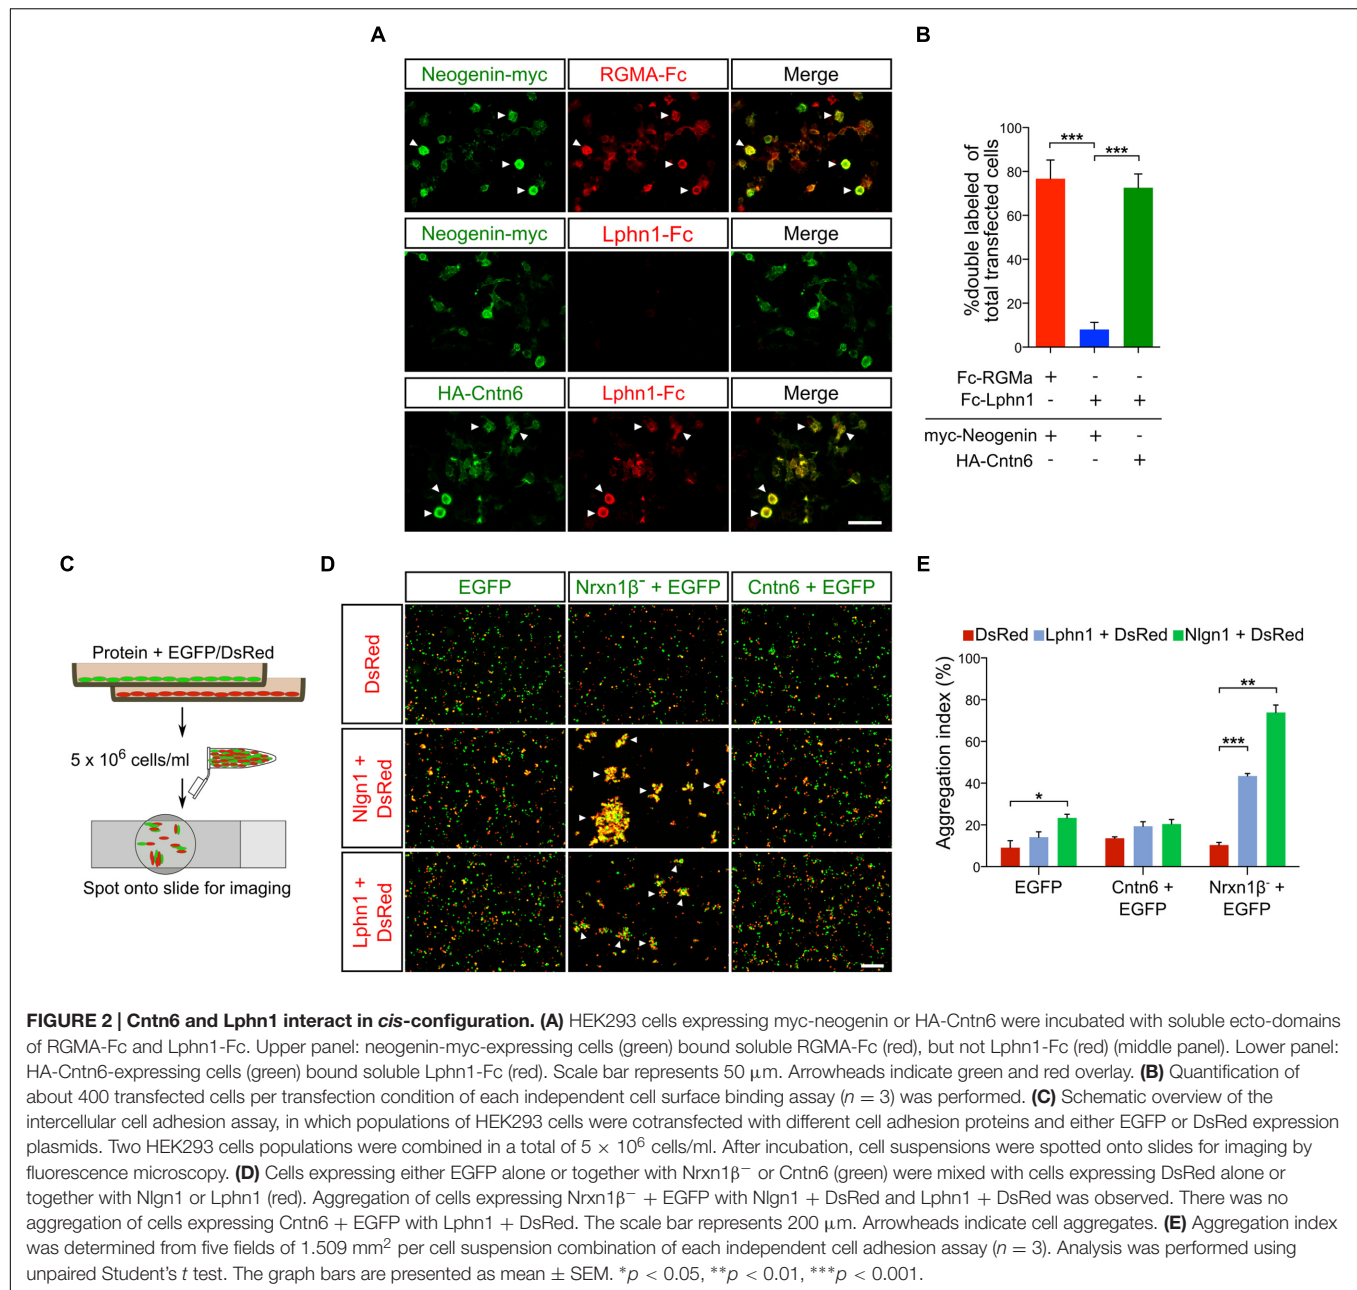 A
Neogenin-myc
RGMA-Fc
Merge
Neogenin-myc
Lphn1-Fc
Merge
HA-Cntn6
Lphn1-Fc
Merge
B
%double labeled of
total transfected cells
100
80
60
40
20
0
***
***
Fc-RGMa + - -
Fc-Lphn1 - + +
myc-Neogenin + + -
HA-Cntn6 - - +
C
Protein + EGFP/DsRed
5 x 10⁶ cells/ml
Spot onto slide for imaging
D
EGFP
Nrxn1β⁻ + EGFP
Cntn6 + EGFP
DsRed
Nlgn1 +
DsRed
Lphn1 +
DsRed
E
DsRed Lphn1 + DsRed Nlgn1 + DsRed
Aggregation index (%)
100
80
60
40
20
0
*
***
**
EGFP
Cntn6 +
EGFP
Nrxn1β⁻ +
EGFP
FIGURE 2 | Cntn6 and Lphn1 interact in cis-configuration. (A) HEK293 cells expressing myc-neogenin or HA-Cntn6 were incubated with soluble ecto-domains
of RGMA-Fc and Lphn1-Fc. Upper panel: neogenin-myc-expressing cells (green) bound soluble RGMA-Fc (red), but not Lphn1-Fc (red) (middle panel). Lower panel:
HA-Cntn6-expressing cells (green) bound soluble Lphn1-Fc (red). Scale bar represents 50 μm. Arrowheads indicate green and red overlay. (B) Quantification of
about 400 transfected cells per transfection condition of each independent cell surface binding assay (n = 3) was performed. (C) Schematic overview of the
intercellular cell adhesion assay, in which populations of HEK293 cells were cotransfected with different cell adhesion proteins and either EGFP or DsRed expression
plasmids. Two HEK293 cells populations were combined in a total of 5 × 10⁶ cells/ml. After incubation, cell suspensions were spotted onto slides for imaging by
fluorescence microscopy. (D) Cells expressing either EGFP alone or together with Nrxn1β⁻ or Cntn6 (green) were mixed with cells expressing DsRed alone or
together with Nlgn1 or Lphn1 (red). Aggregation of cells expressing Nrxn1β⁻ + EGFP with Nlgn1 + DsRed and Lphn1 + DsRed was observed. There was no
aggregation of cells expressing Cntn6 + EGFP with Lphn1 + DsRed. The scale bar represents 200 μm. Arrowheads indicate cell aggregates. (E) Aggregation index
was determined from five fields of 1.509 mm² per cell suspension combination of each independent cell adhesion assay (n = 3). Analysis was performed using
unpaired Student's t test. The graph bars are presented as mean ± SEM. *p < 0.05, **p < 0.01, ***p < 0.001.